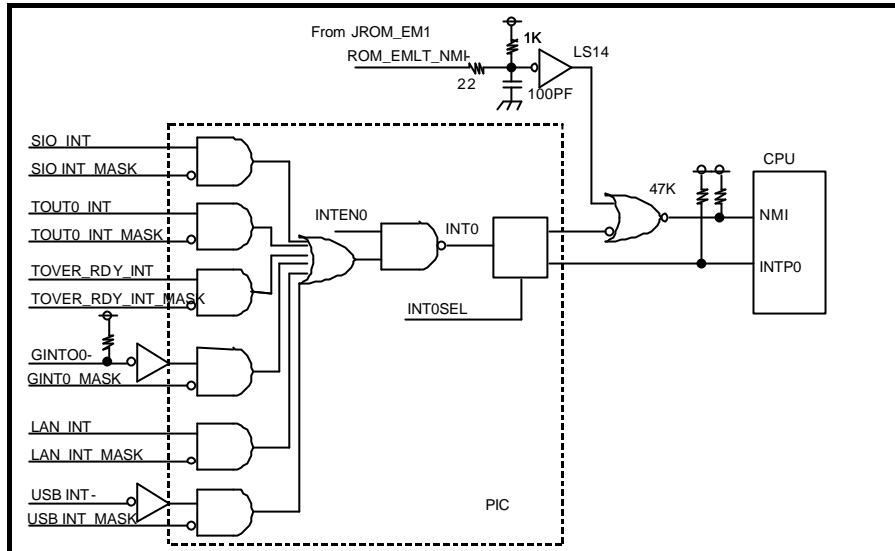 From JROM_EM1
1K
LS14
ROM_EMLT_NMI-
22
100PF
SIO_INT
SIO INT_MASK
CPU
47K
TOUT0_INT
TOUT0_INT_MASK
INTEN0
INT0
NMI
TOVER_RDY_INT
TOVER_RDY_INT_MASK
INTP0
INT0SEL
GINTO0-
GINT0_MASK
LAN_INT
LAN_INT_MASK
USB INT-
USB INT_MASK
PIC